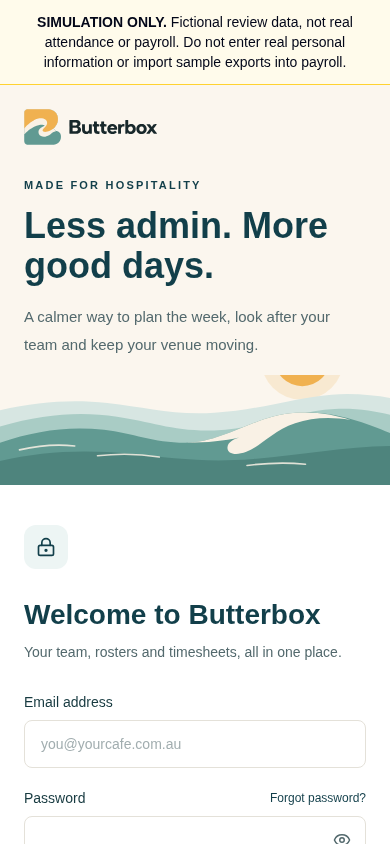 SIMULATION ONLY. Fictional review data, not real
attendance or payroll. Do not enter real personal
information or import sample exports into payroll.
Butterbox
MADE FOR HOSPITALITY
Less admin. More
good days.
A calmer way to plan the week, look after your
team and keep your venue moving.
Welcome to Butterbox
Your team, rosters and timesheets, all in one place.
Email address
you@yourcafe.com.au
Password
Forgot password?